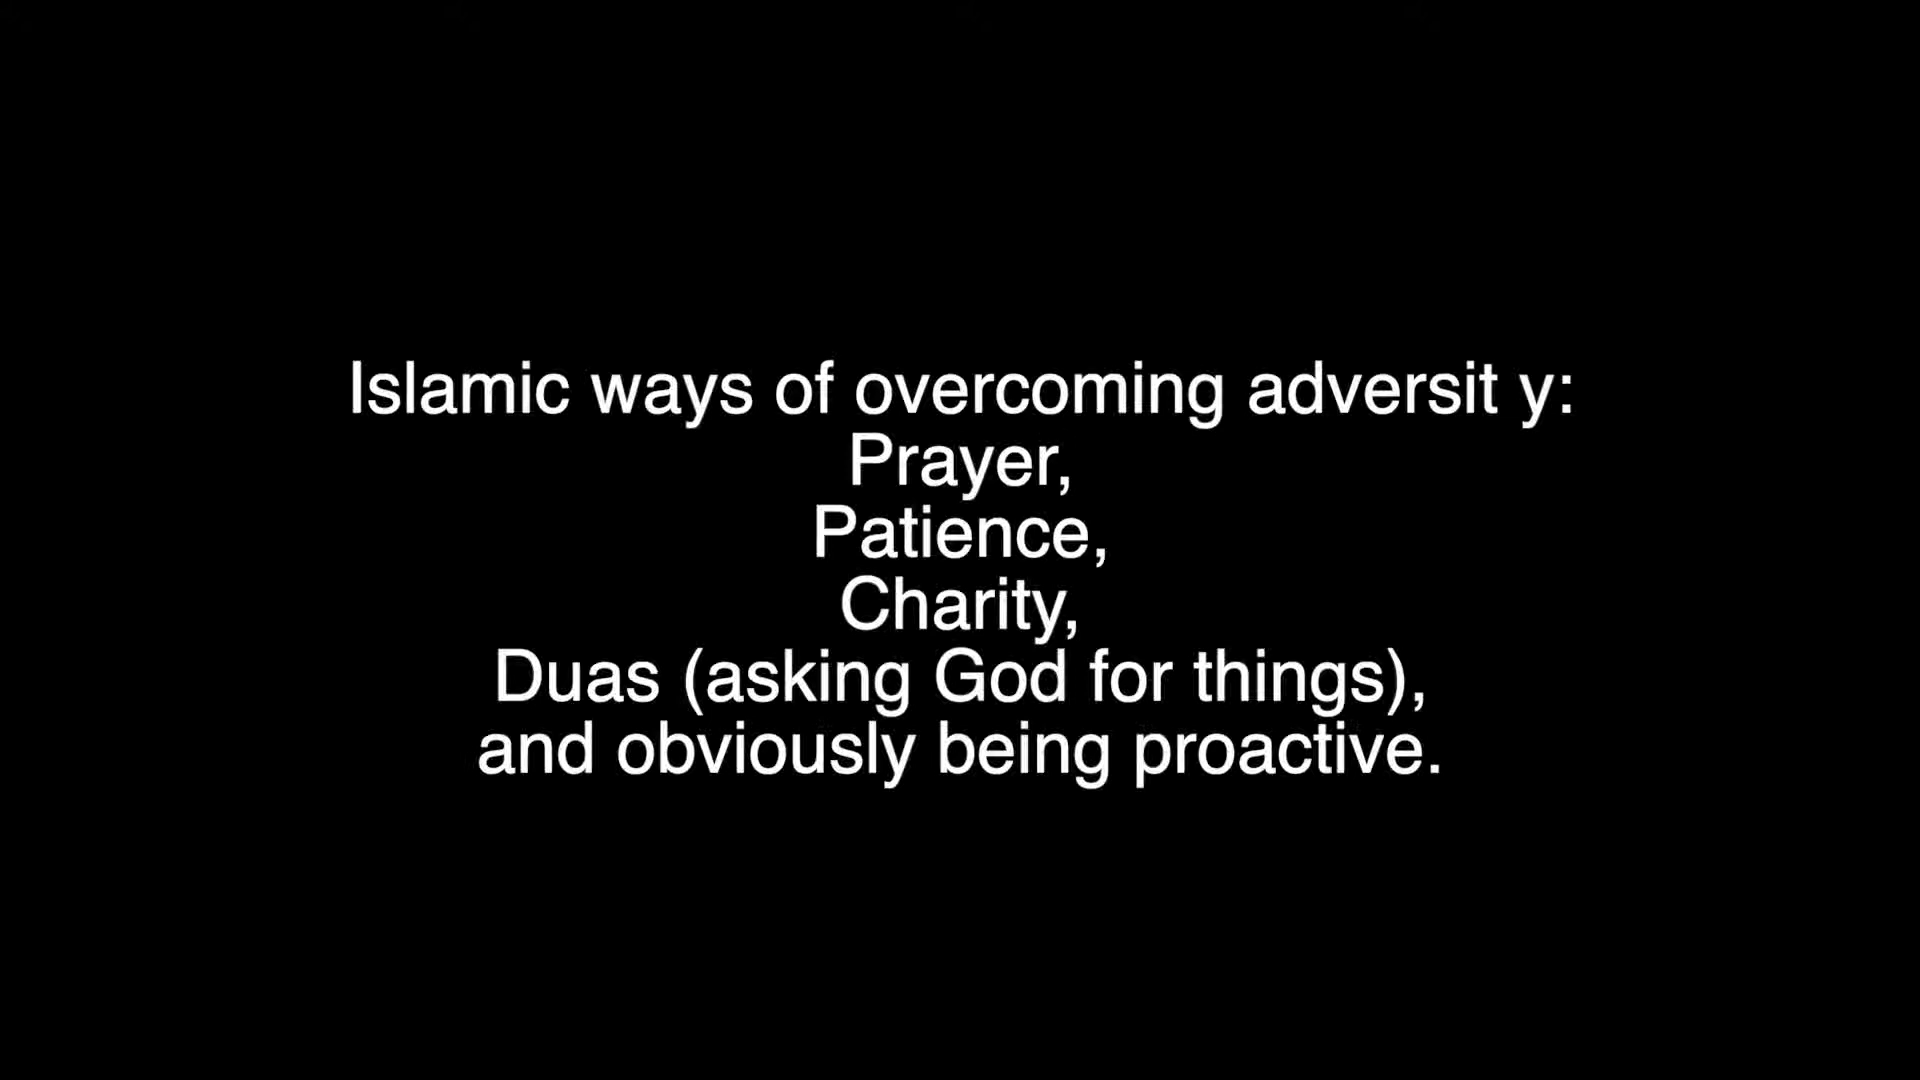 Islamic ways of overcoming adversit y:
Prayer,
Patience,
Charity,
Duas (asking God for things),
and obviously being proactive.